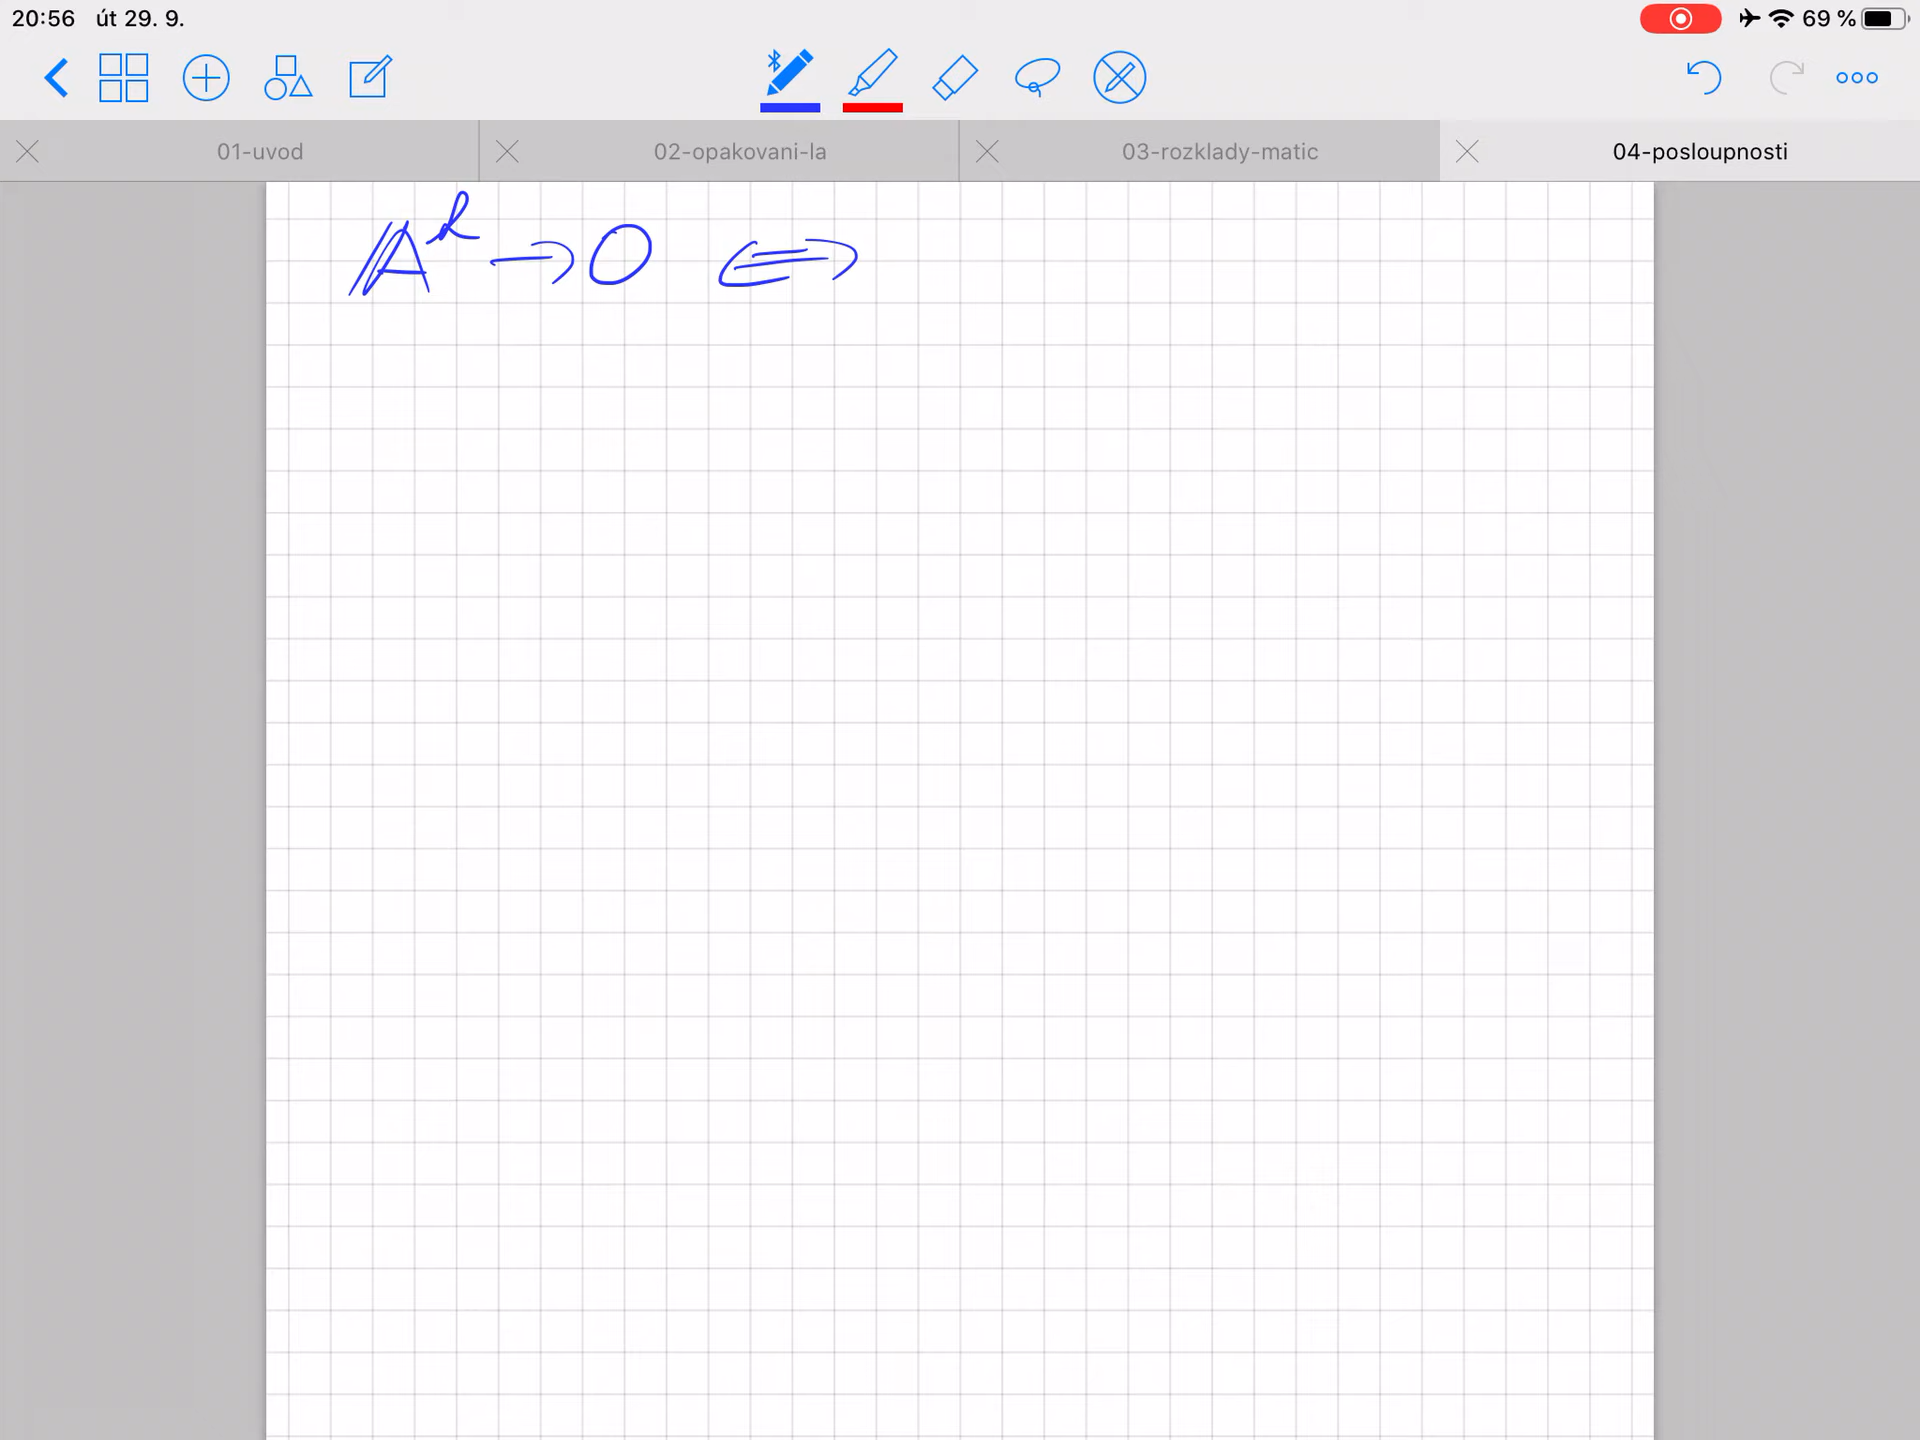 20:56 út 29. 9. 69 %
01-uvod 02-opakovani-la 03-rozklady-matic 04-posloupnosti
𝔸^k → 0 ⟺